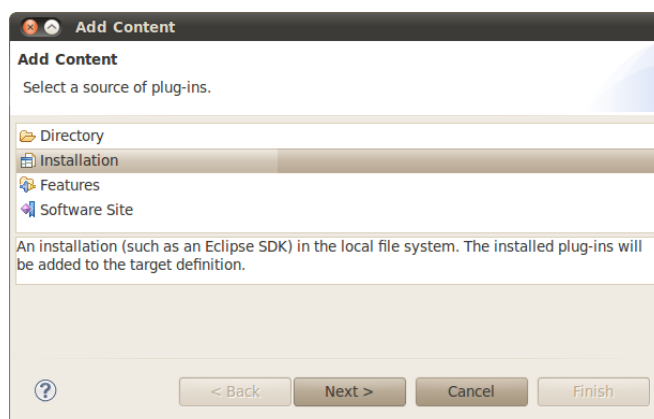 Add Content
Add Content
Select a source of plug-ins.
Directory
Installation
Features
Software Site
An installation (such as an Eclipse SDK) in the local file system. The installed plug-ins will
be added to the target definition.
? < Back Next > Cancel Finish